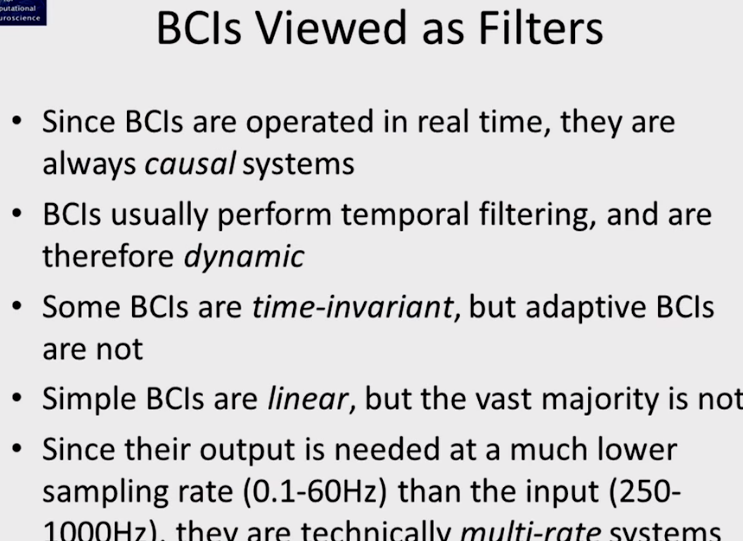 putational
uroscience
BCIs Viewed as Filters
• Since BCIs are operated in real time, they are
always causal systems
• BCIs usually perform temporal filtering, and are
therefore dynamic
• Some BCIs are time-invariant, but adaptive BCIs
are not
• Simple BCIs are linear, but the vast majority is not
• Since their output is needed at a much lower
sampling rate (0.1-60Hz) than the input (250-
1000Hz), they are technically multi-rate systems